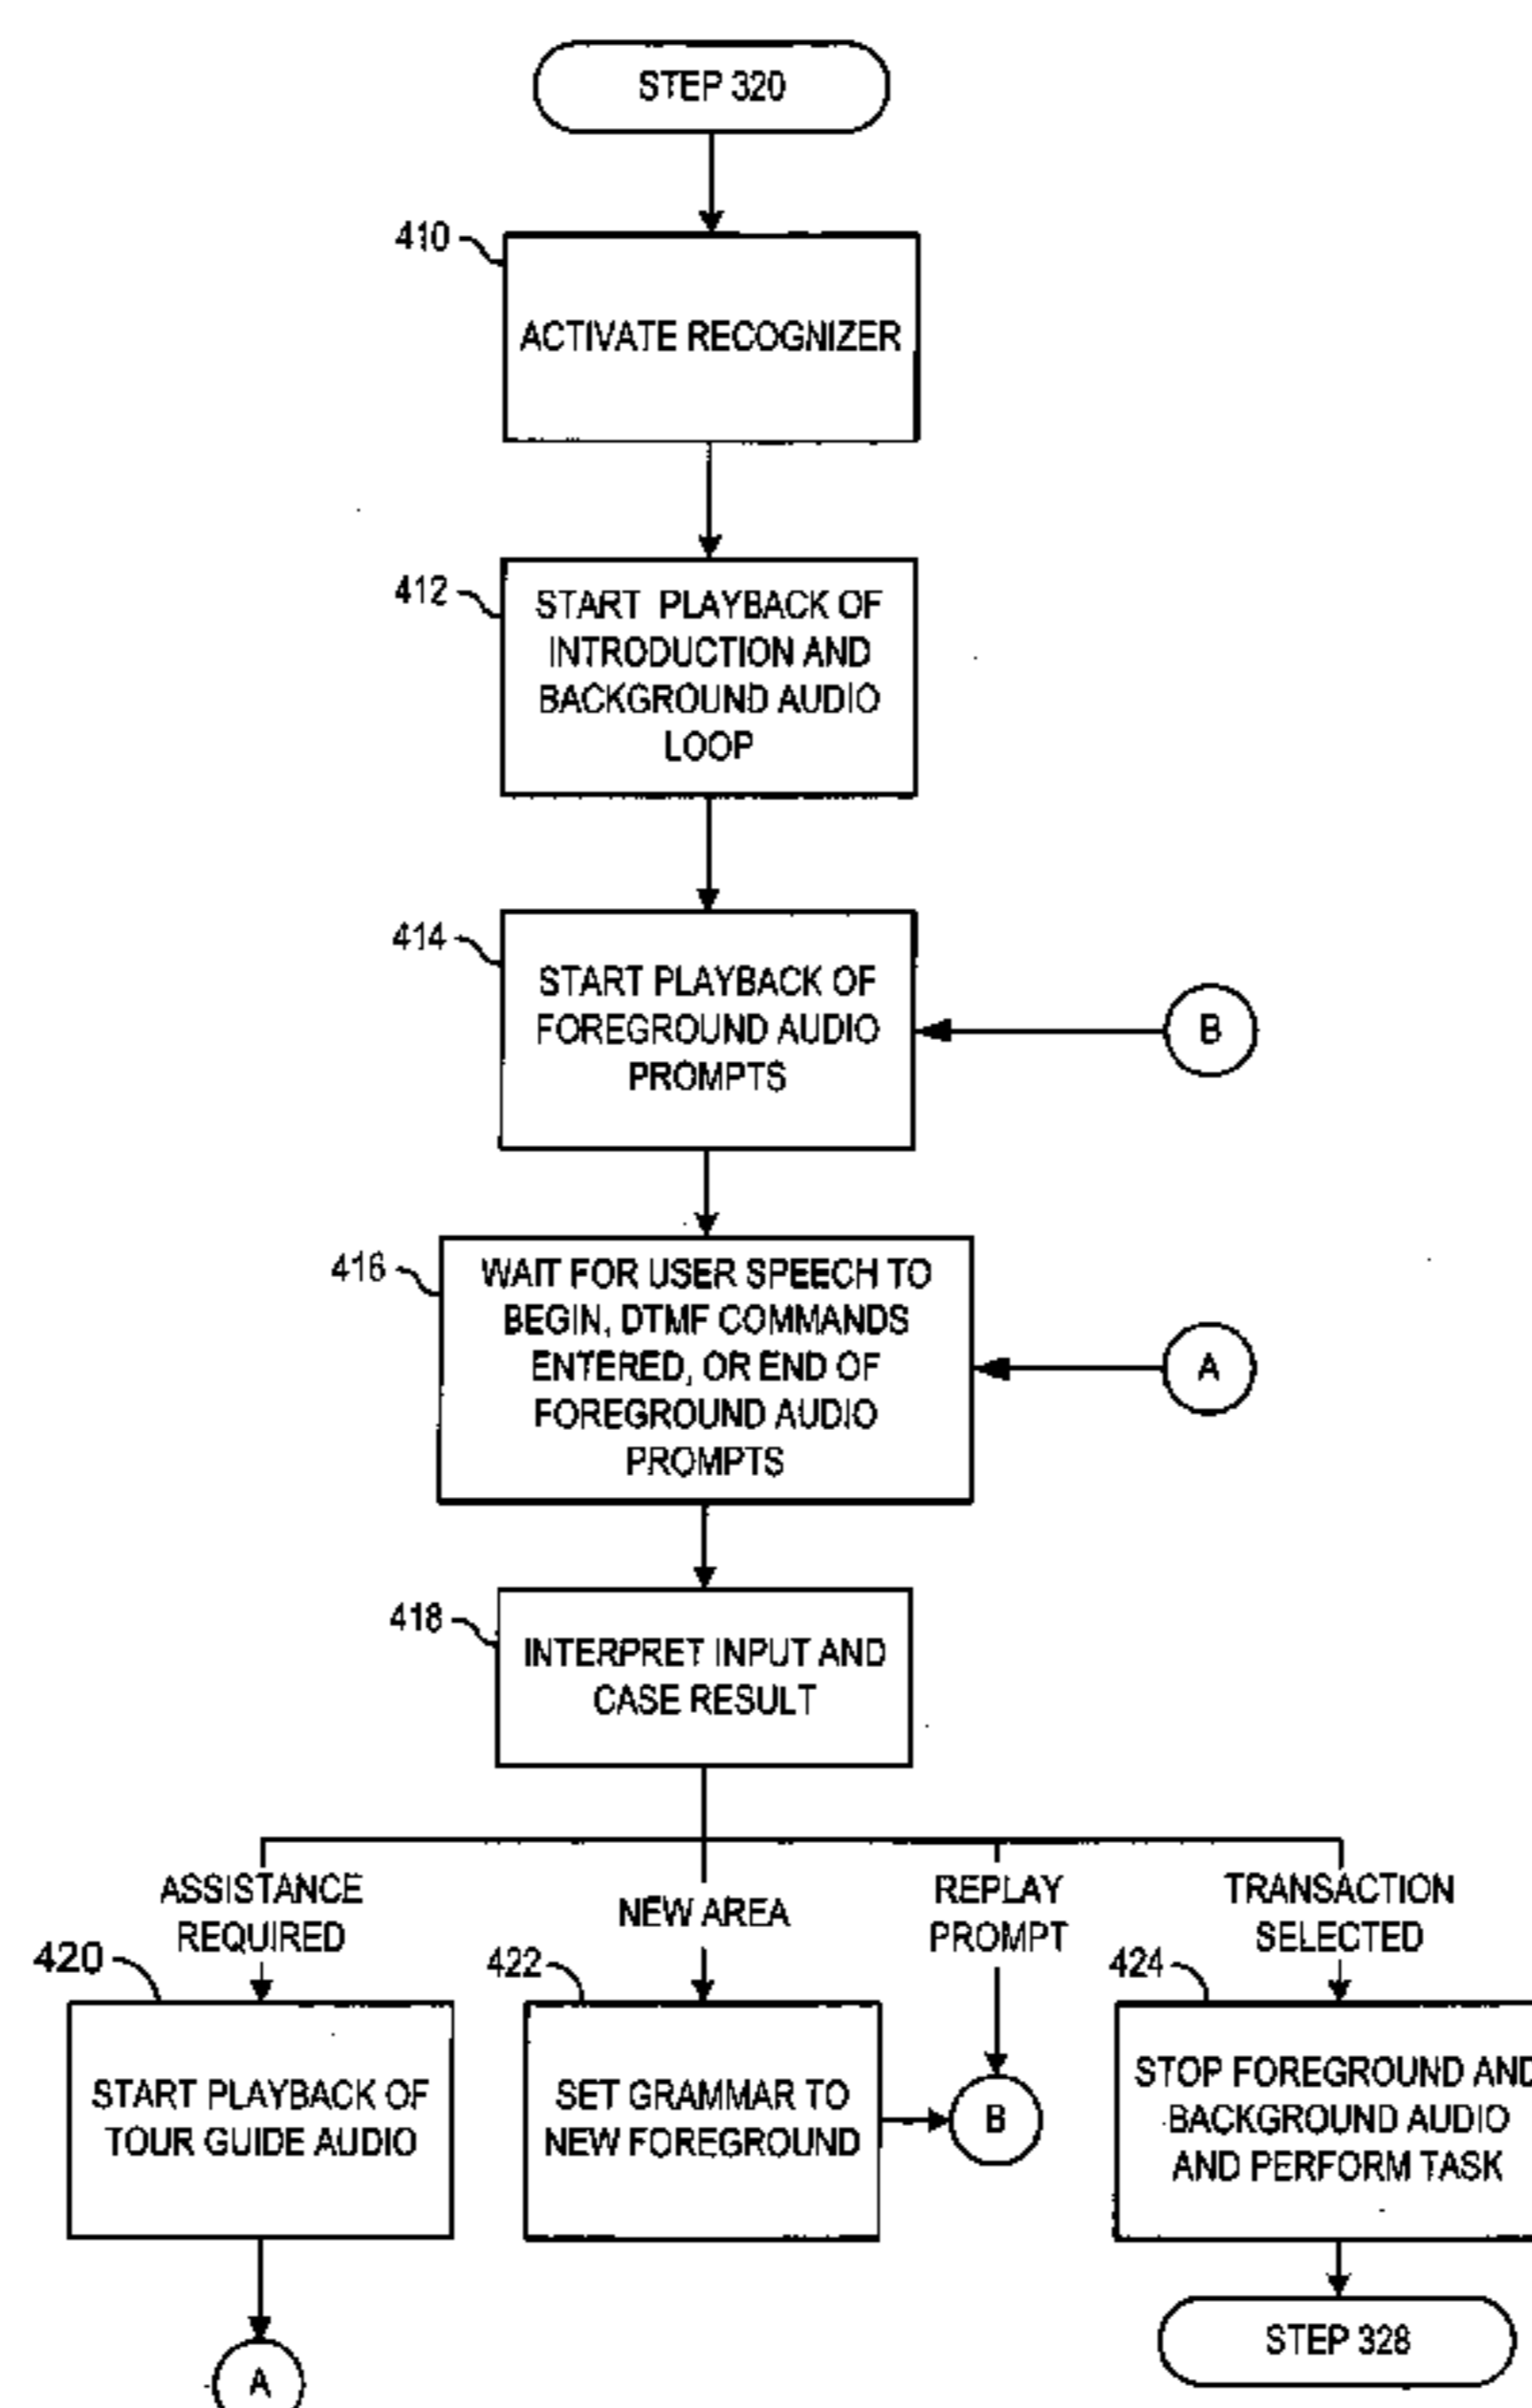 STEP 320
410
ACTIVATE RECOGNIZER
412
START PLAYBACK OF
INTRODUCTION AND
BACKGROUND AUDIO
LOOP
414
START PLAYBACK OF
FOREGROUND AUDIO
PROMPTS
B
416
WAIT FOR USER SPEECH TO
BEGIN, DTMF COMMANDS
ENTERED, OR END OF
FOREGROUND AUDIO
PROMPTS
A
418
INTERPRET INPUT AND
CASE RESULT
ASSISTANCE
REQUIRED
NEW AREA
REPLAY
PROMPT
TRANSACTION
SELECTED
420
START PLAYBACK OF
TOUR GUIDE AUDIO
422
SET GRAMMAR TO
NEW FOREGROUND
B
424
STOP FOREGROUND AND
BACKGROUND AUDIO
AND PERFORM TASK
A
STEP 328